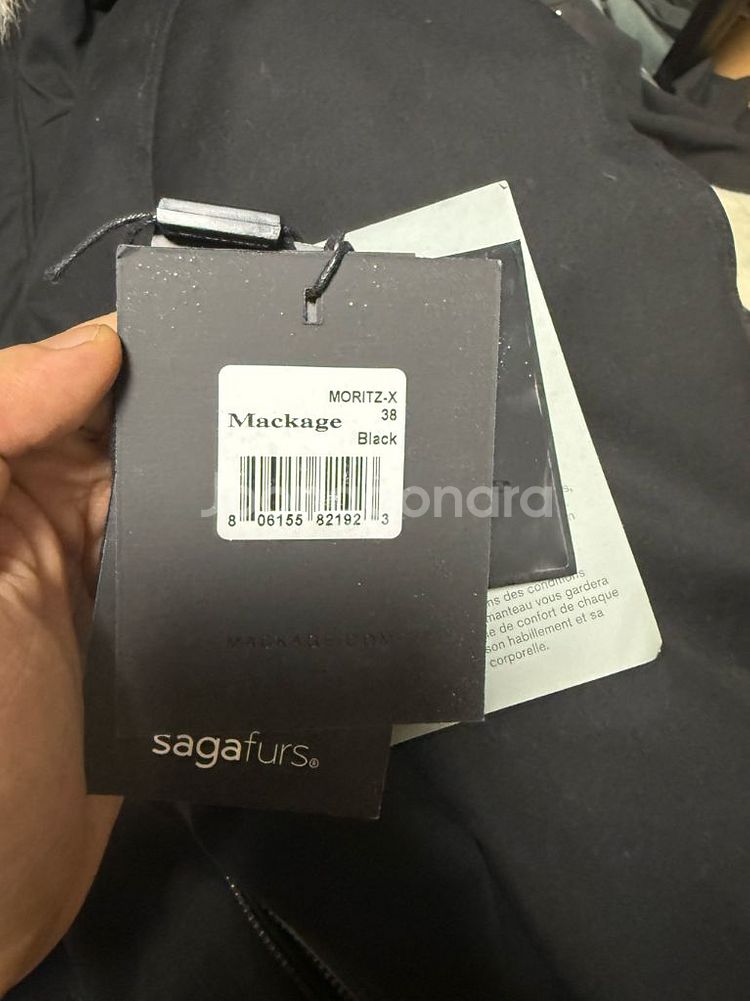 MORITZ-X
38
Mackage
Black
8 06155 82192 3
MACKAGE.COM
sagafurs®
ns des conditions
manteau vous gardera
e de confort de chaque
son habillement et sa
corporelle.